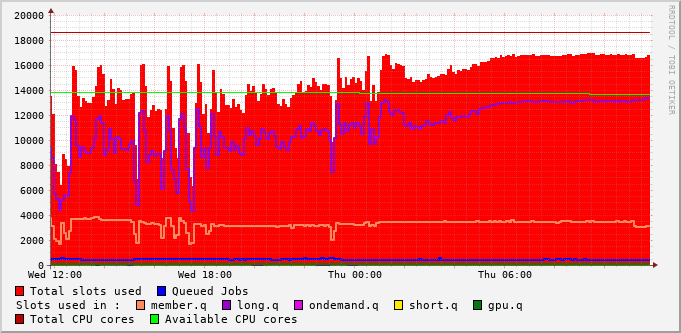 20000
18000
16000
14000
12000
10000
8000
6000
4000
2000
0
Wed 12:00 Wed 18:00 Thu 00:00 Thu 06:00
RRDTOOL / TOBI OETIKER
Total slots used Queued Jobs
Slots used in : member.q long.q ondemand.q short.q gpu.q
Total CPU cores Available CPU cores